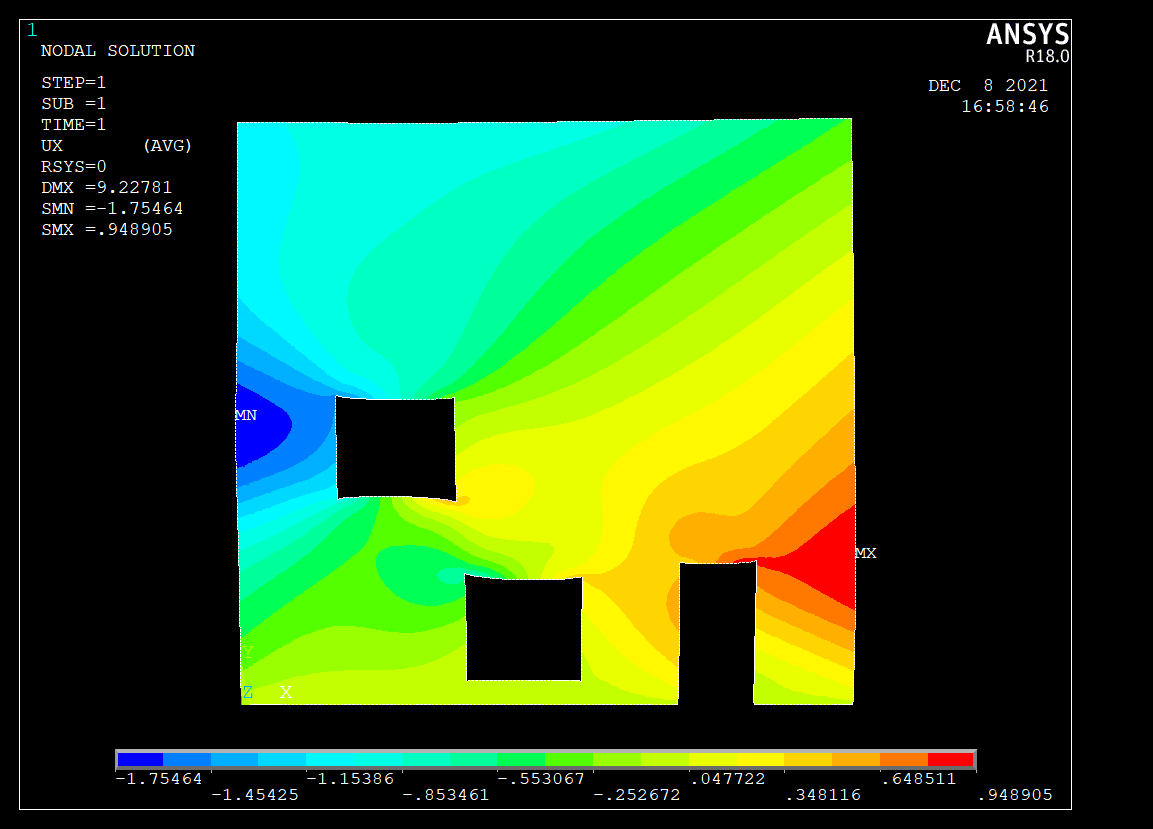 1
ANSYS
R18.0
NODAL SOLUTION
DEC  8 2021
16:58:46
STEP=1
SUB =1
TIME=1
UX       (AVG)
RSYS=0
DMX =9.22781
SMN =-1.75464
SMX =.948905
MN
MX
Y
Z X
-1.75464 -1.15386 -.553067 .047722 .648511
-1.45425 -.853461 -.252672 .348116 .948905